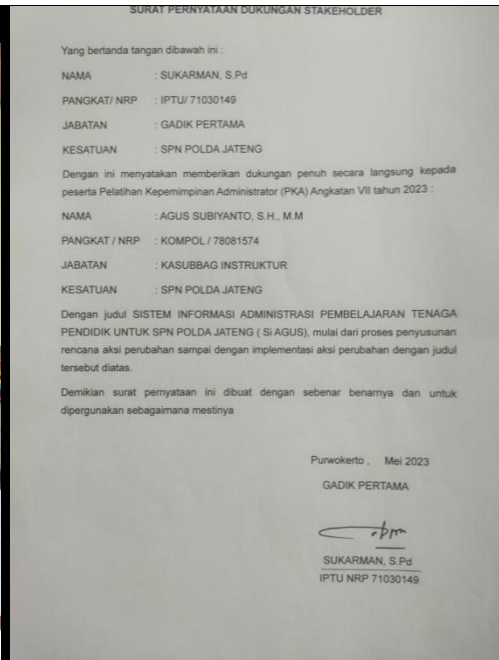 SURAT PERNYATAAN DUKUNGAN STAKEHOLDER
Yang bertanda tangan dibawah ini :
NAMA : SUKARMAN, S.Pd
PANGKAT/ NRP : IPTU/ 71030149
JABATAN : GADIK PERTAMA
KESATUAN : SPN POLDA JATENG
Dengan ini menyatakan memberikan dukungan penuh secara langsung kepada
peserta Pelatihan Kepemimpinan Administrator (PKA) Angkatan VII tahun 2023 :
NAMA : AGUS SUBIYANTO, S.H., M.M
PANGKAT / NRP : KOMPOL / 78081574
JABATAN : KASUBBAG INSTRUKTUR
KESATUAN : SPN POLDA JATENG
Dengan judul SISTEM INFORMASI ADMINISTRASI PEMBELAJARAN TENAGA
PENDIDIK UNTUK SPN POLDA JATENG ( Si AGUS), mulai dari proses penyusunan
rencana aksi perubahan sampai dengan implementasi aksi perubahan dengan judul
tersebut diatas.
Demikian surat pernyataan ini dibuat dengan sebenar benarnya dan untuk
dipergunakan sebagaimana mestinya
Purwokerto , Mei 2023
GADIK PERTAMA
SUKARMAN, S.Pd
IPTU NRP 71030149